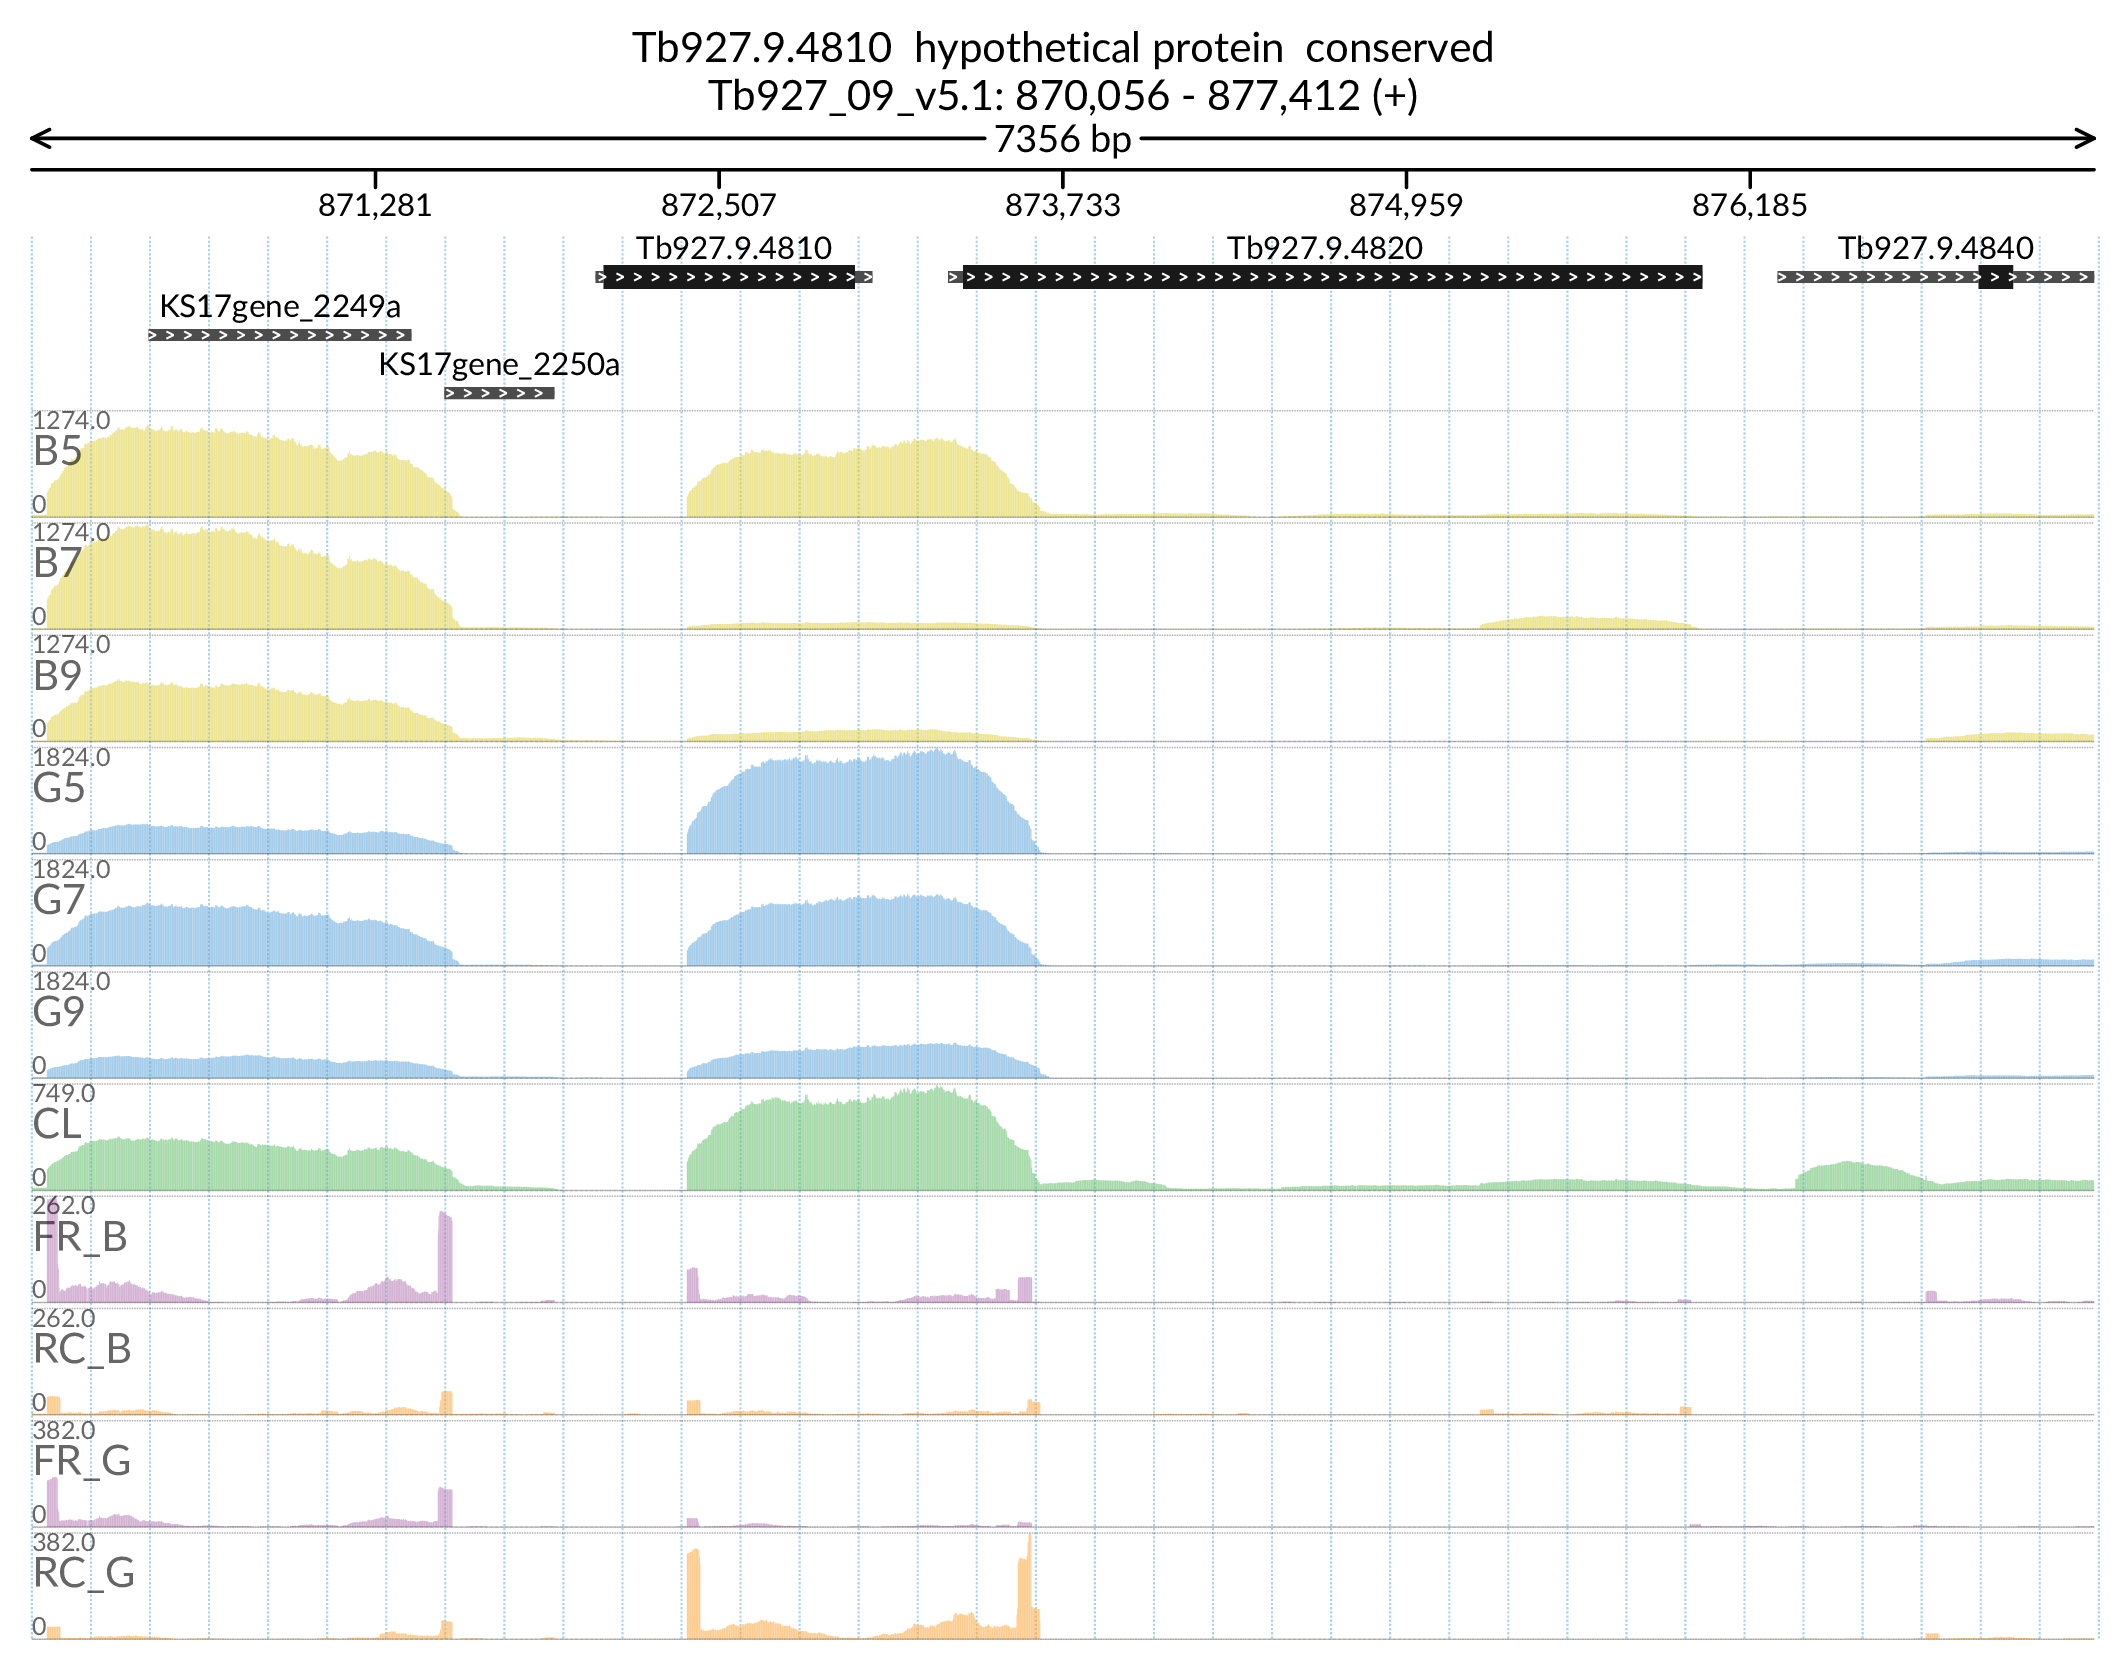 Tb927.9.4810  hypothetical protein  conserved
Tb927_09_v5.1: 870,056 - 877,412 (+)
7356 bp
871,281 872,507 873,733 874,959 876,185
Tb927.9.4810 Tb927.9.4820 Tb927.9.4840
KS17gene_2249a
KS17gene_2250a
1274.0
B5
0
1274.0
B7
0
1274.0
B9
0
1824.0
G5
0
1824.0
G7
0
1824.0
G9
0
749.0
CL
0
262.0
FR_B
0
262.0
RC_B
0
382.0
FR_G
0
382.0
RC_G
0